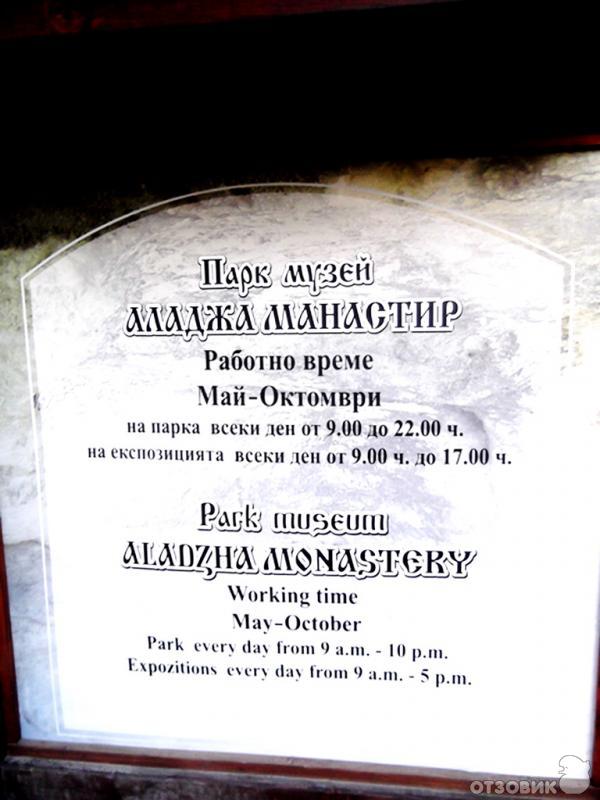 Парк музей
АЛАДЖА МАНАСТИР
Работно време
Май-Октомври
на парка всеки ден от 9.00 до 22.00 ч.
на експозицията всеки ден от 9.00 ч. до 17.00 ч.
Park museum
ALADZHA MONASTERY
Working time
May-October
Park every day from 9 a.m. - 10 p.m.
Expozitions every day from 9 a.m. - 5 p.m.
ОТЗОВИК